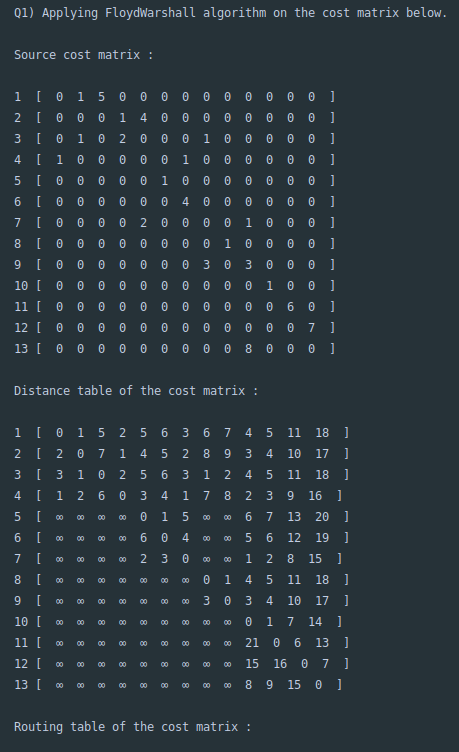 Q1) Applying FloydWarshall algorithm on the cost matrix below.
Source cost matrix :
1 [ 0 1 5 0 0 0 0 0 0 0 0 0 0 ]
2 [ 0 0 0 1 4 0 0 0 0 0 0 0 0 ]
3 [ 0 1 0 2 0 0 0 1 0 0 0 0 0 ]
4 [ 1 0 0 0 0 0 1 0 0 0 0 0 0 ]
5 [ 0 0 0 0 0 1 0 0 0 0 0 0 0 ]
6 [ 0 0 0 0 0 0 4 0 0 0 0 0 0 ]
7 [ 0 0 0 0 2 0 0 0 0 1 0 0 0 ]
8 [ 0 0 0 0 0 0 0 0 1 0 0 0 0 ]
9 [ 0 0 0 0 0 0 0 3 0 3 0 0 0 ]
10 [ 0 0 0 0 0 0 0 0 0 0 1 0 0 ]
11 [ 0 0 0 0 0 0 0 0 0 0 0 6 0 ]
12 [ 0 0 0 0 0 0 0 0 0 0 0 0 7 ]
13 [ 0 0 0 0 0 0 0 0 0 8 0 0 0 ]
Distance table of the cost matrix :
1 [ 0 1 5 2 5 6 3 6 7 4 5 11 18 ]
2 [ 2 0 7 1 4 5 2 8 9 3 4 10 17 ]
3 [ 3 1 0 2 5 6 3 1 2 4 5 11 18 ]
4 [ 1 2 6 0 3 4 1 7 8 2 3 9 16 ]
5 [ ∞ ∞ ∞ ∞ 0 1 5 ∞ ∞ 6 7 13 20 ]
6 [ ∞ ∞ ∞ ∞ 6 0 4 ∞ ∞ 5 6 12 19 ]
7 [ ∞ ∞ ∞ ∞ 2 3 0 ∞ ∞ 1 2 8 15 ]
8 [ ∞ ∞ ∞ ∞ ∞ ∞ ∞ 0 1 4 5 11 18 ]
9 [ ∞ ∞ ∞ ∞ ∞ ∞ ∞ 3 0 3 4 10 17 ]
10 [ ∞ ∞ ∞ ∞ ∞ ∞ ∞ ∞ ∞ 0 1 7 14 ]
11 [ ∞ ∞ ∞ ∞ ∞ ∞ ∞ ∞ ∞ 21 0 6 13 ]
12 [ ∞ ∞ ∞ ∞ ∞ ∞ ∞ ∞ ∞ 15 16 0 7 ]
13 [ ∞ ∞ ∞ ∞ ∞ ∞ ∞ ∞ ∞ 8 9 15 0 ]
Routing table of the cost matrix :